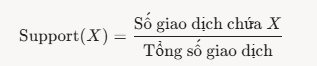 Support(X) = Số giao dịch chứa X / Tổng số giao dịch